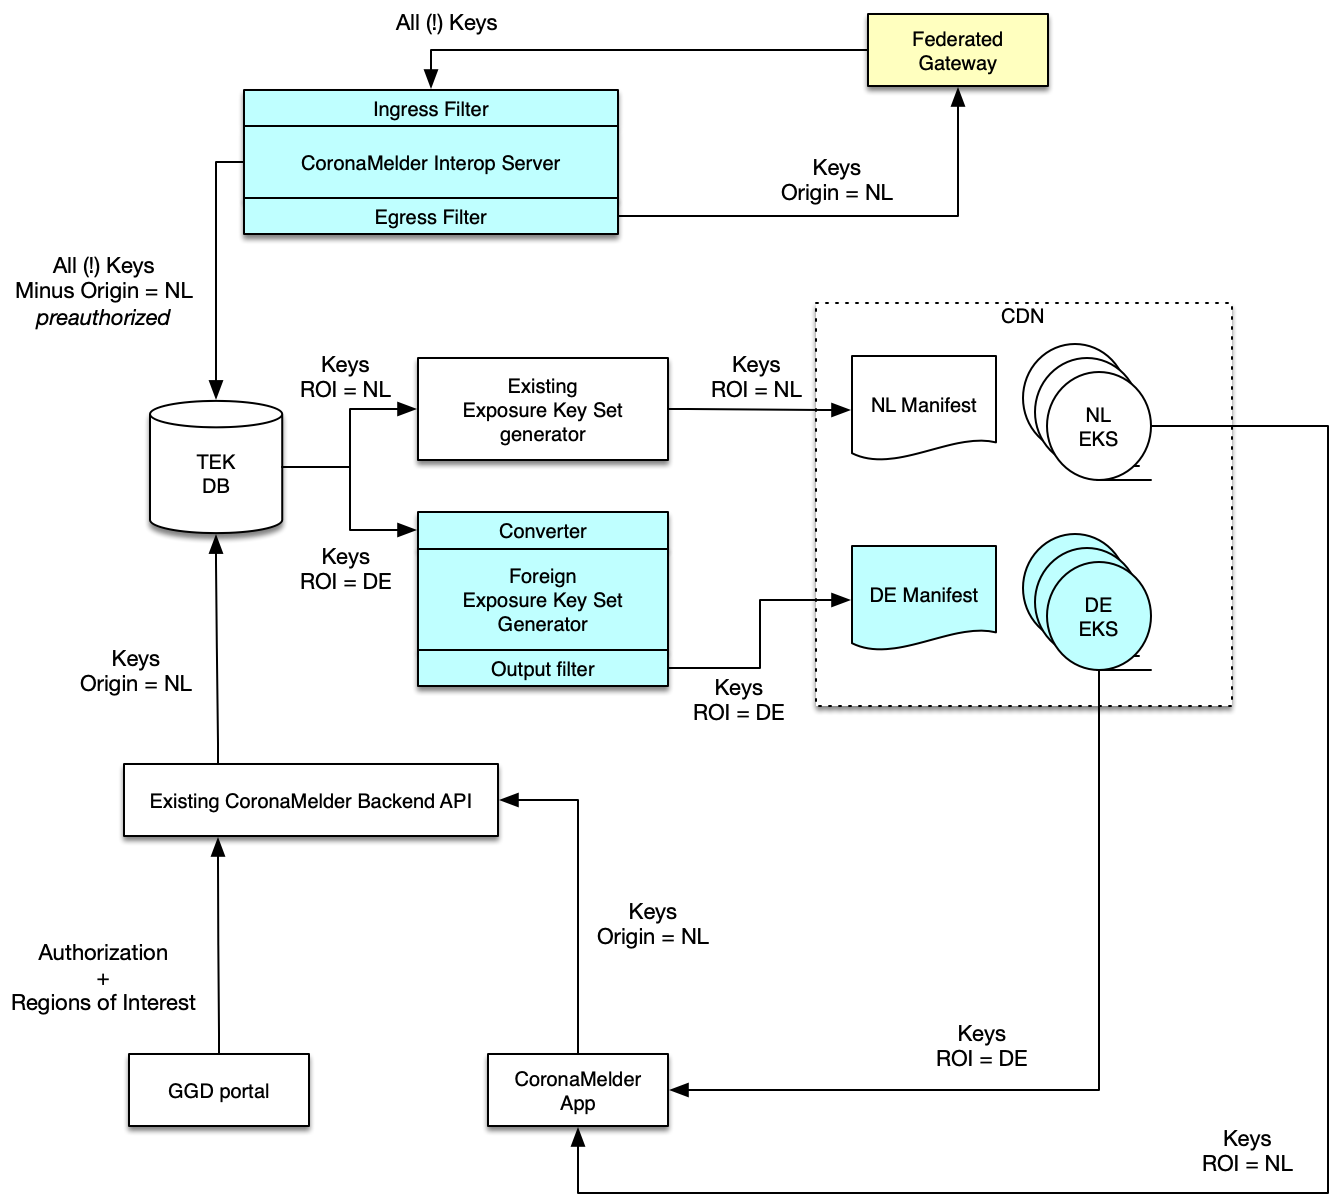 All (!) Keys
Federated
Gateway
Ingress Filter
CoronaMelder Interop Server
Egress Filter
Keys
Origin = NL
All (!) Keys
Minus Origin = NL
preauthorized
CDN
Keys
ROI = NL
Existing
Exposure Key Set
generator
Keys
ROI = NL
NL Manifest
NL
EKS
TEK
DB
Keys
ROI = DE
Converter
Foreign
Exposure Key Set
Generator
Output filter
Keys
ROI = DE
DE Manifest
DE
EKS
Keys
Origin = NL
Existing CoronaMelder Backend API
Authorization
+
Regions of Interest
Keys
Origin = NL
GGD portal
CoronaMelder
App
Keys
ROI = DE
Keys
ROI = NL